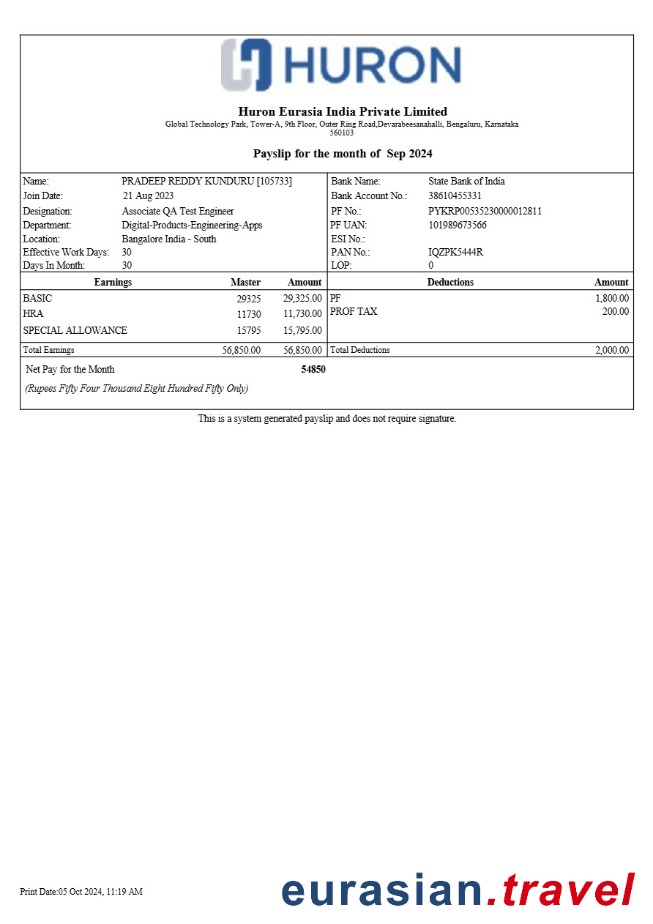 HURON
Huron Eurasia India Private Limited
Global Technology Park, Tower-A, 9th Floor, Outer Ring Road,Devarabeesanahalli, Bengaluru, Karnataka
560103
Payslip for the month of Sep 2024
Name: PRADEEP REDDY KUNDURU [105733] Bank Name: State Bank of India
Join Date: 21 Aug 2023 Bank Account No.: 38610455331
Designation: Associate QA Test Engineer PF No.: PYKRP00535230000012811
Department: Digital-Products-Engineering-Apps PF UAN: 101989673566
Location: Bangalore India - South ESI No.:
Effective Work Days: 30 PAN No.: IQZPK5444R
Days In Month: 30 LOP: 0
Earnings Master Amount Deductions Amount
BASIC 29325 29,325.00 PF 1,800.00
HRA 11730 11,730.00 PROF TAX 200.00
SPECIAL ALLOWANCE 15795 15,795.00
Total Earnings 56,850.00 56,850.00 Total Deductions 2,000.00
Net Pay for the Month 54850
(Rupees Fifty Four Thousand Eight Hundred Fifty Only)
This is a system generated payslip and does not require signature.
Print Date:05 Oct 2024, 11:19 AM
eurasian.travel